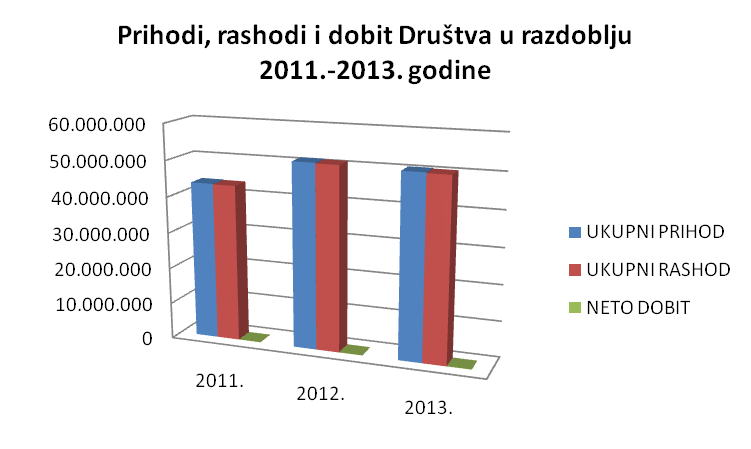 Prihodi, rashodi i dobit Društva u razdoblju
2011.-2013. godine
60.000.000
50.000.000
40.000.000
30.000.000
20.000.000
10.000.000
0
2011.
2012.
2013.
UKUPNI PRIHOD
UKUPNI RASHOD
NETO DOBIT